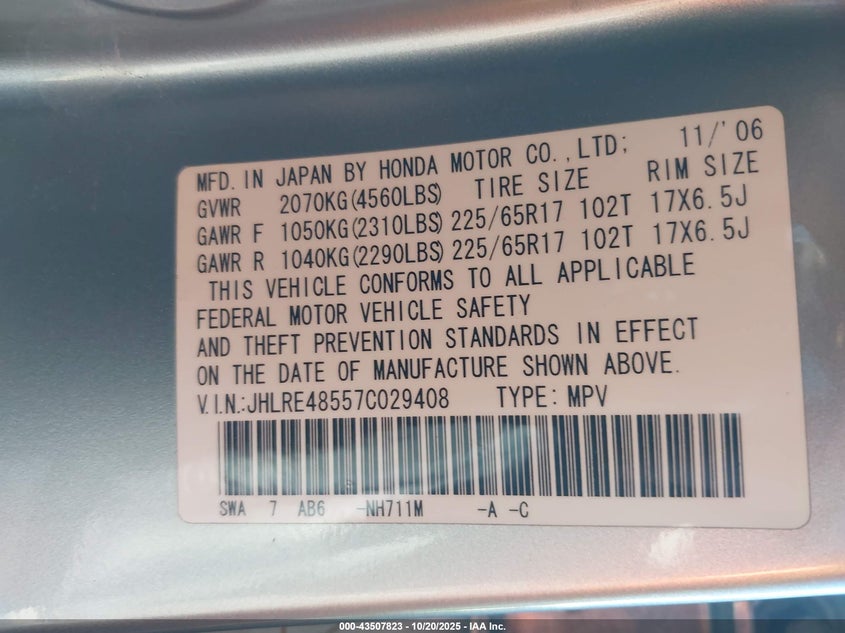 MFD. IN JAPAN BY HONDA MOTOR CO.,LTD; 11/'06
GVWR 2070KG(4560LBS) TIRE SIZE RIM SIZE
GAWR F 1050KG(2310LBS) 225/65R17 102T 17X6.5J
GAWR R 1040KG(2290LBS) 225/65R17 102T 17X6.5J
THIS VEHICLE CONFORMS TO ALL APPLICABLE
FEDERAL MOTOR VEHICLE SAFETY
AND THEFT PREVENTION STANDARDS IN EFFECT
ON THE DATE OF MANUFACTURE SHOWN ABOVE.
V.I.N.:JHLRE48557C029408 TYPE: MPV
SWA 7 AB6 -NH711M -A -C
000-43507823 - 10/20/2025 - IAA Inc.